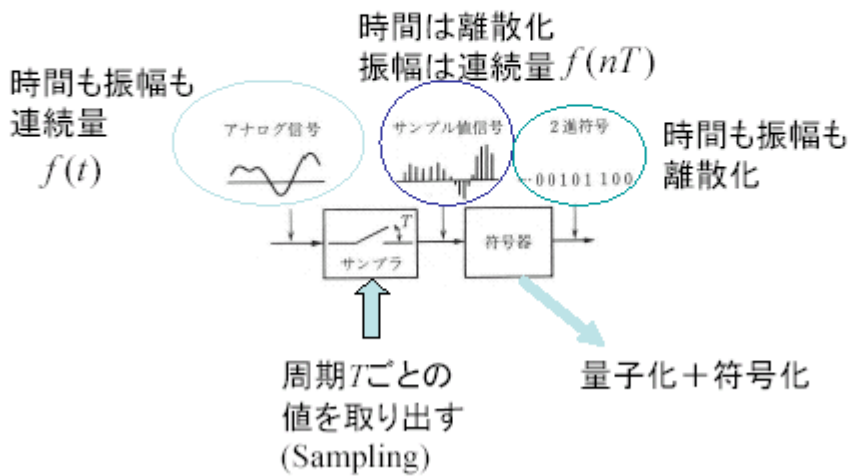 時間は離散化
振幅は連続量 f(nT)
時間も振幅も
連続量
f(t)
アナログ信号
サンプル値信号
2進符号
…00101100
時間も振幅も
離散化
T
サンプラ
符号器
周期Tごとの
値を取り出す
(Sampling)
量子化＋符号化